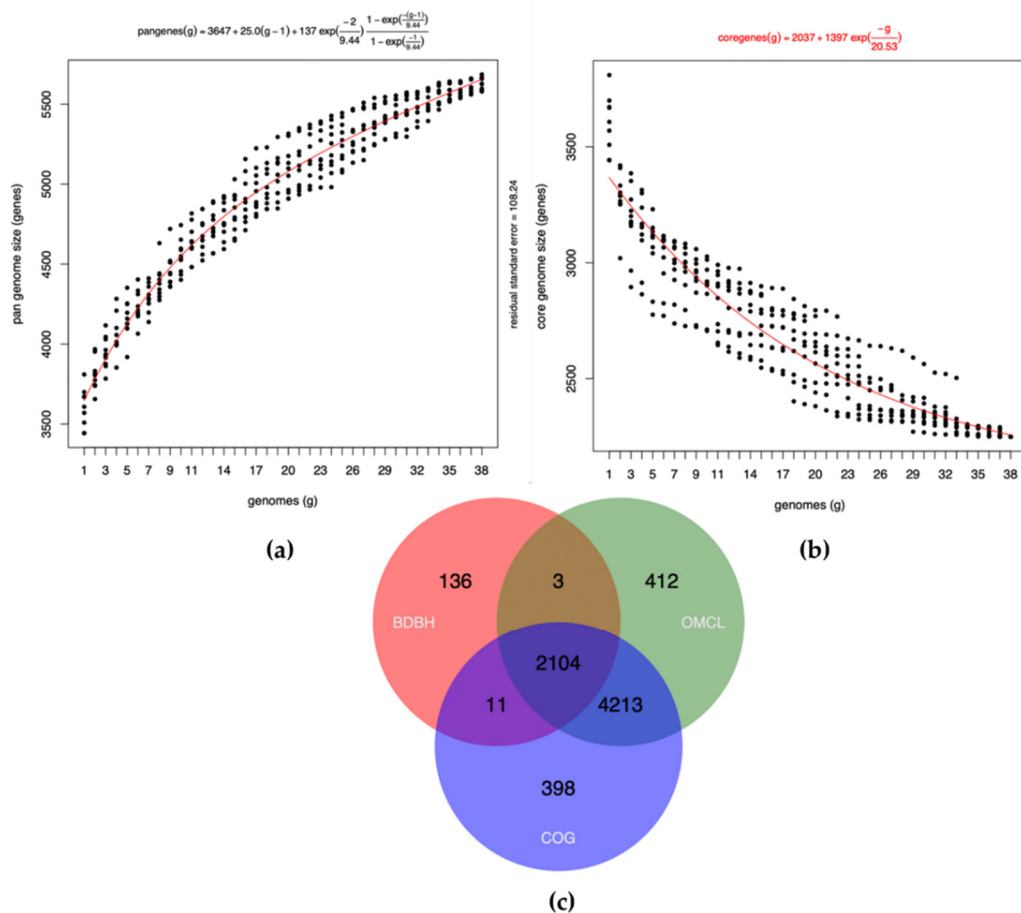 pangenes(g) = 3647 + 25.0(g − 1) + 137 exp(−2/9.44) (1 − exp(−(g−1)/9.44))/(1 − exp(−1/9.44))
pan genome size (genes)
5500
5000
4500
4000
3500
1 3 5 7 9 11 14 17 20 23 26 29 32 35 38
genomes (g)
residual standard error = 108.24
(a)
coregenes(g) = 2037 + 1397 exp(−g/20.53)
core genome size (genes)
3500
3000
2500
1 3 5 7 9 11 14 17 20 23 26 29 32 35 38
genomes (g)
(b)
136 3 412
BDBH OMCL
2104
11 4213
398
COG
(c)